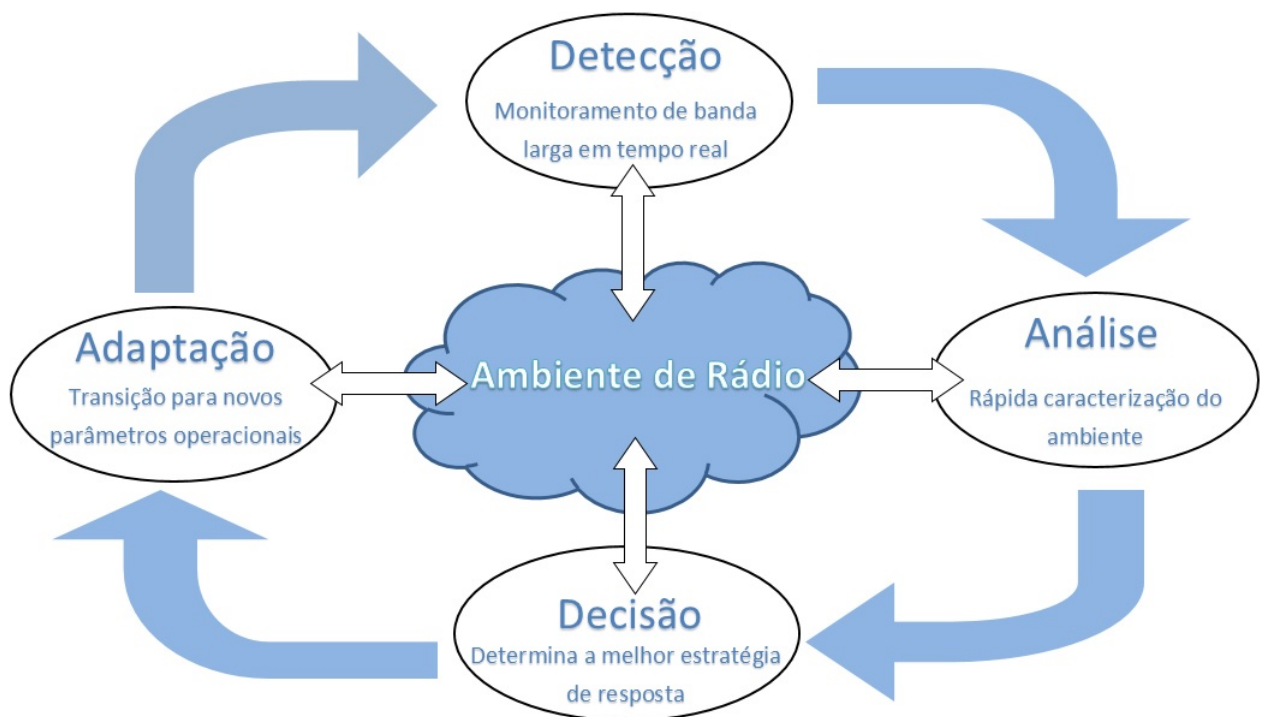 Detecção
Monitoramento de banda
larga em tempo real
Adaptação
Transição para novos
parâmetros operacionais
Ambiente de Rádio
Análise
Rápida caracterização do
ambiente
Decisão
Determina a melhor estratégia
de resposta